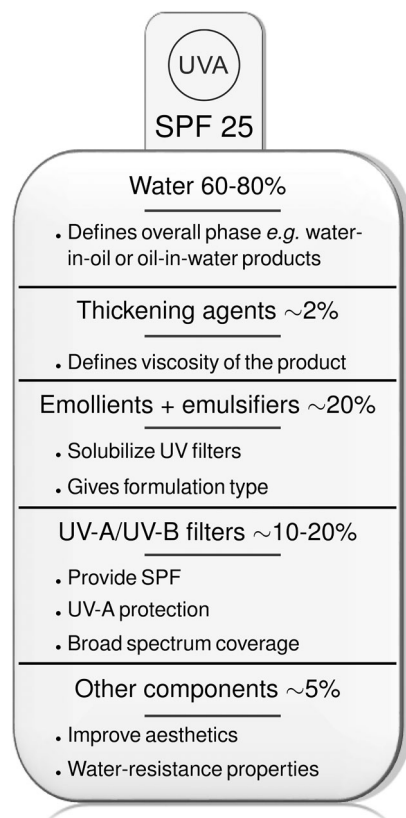 UVA
SPF 25
Water 60-80%
• Defines overall phase e.g. water-
in-oil or oil-in-water products
Thickening agents ~2%
• Defines viscosity of the product
Emollients + emulsifiers ~20%
• Solubilize UV filters
• Gives formulation type
UV-A/UV-B filters ~10-20%
• Provide SPF
• UV-A protection
• Broad spectrum coverage
Other components ~5%
• Improve aesthetics
• Water-resistance properties